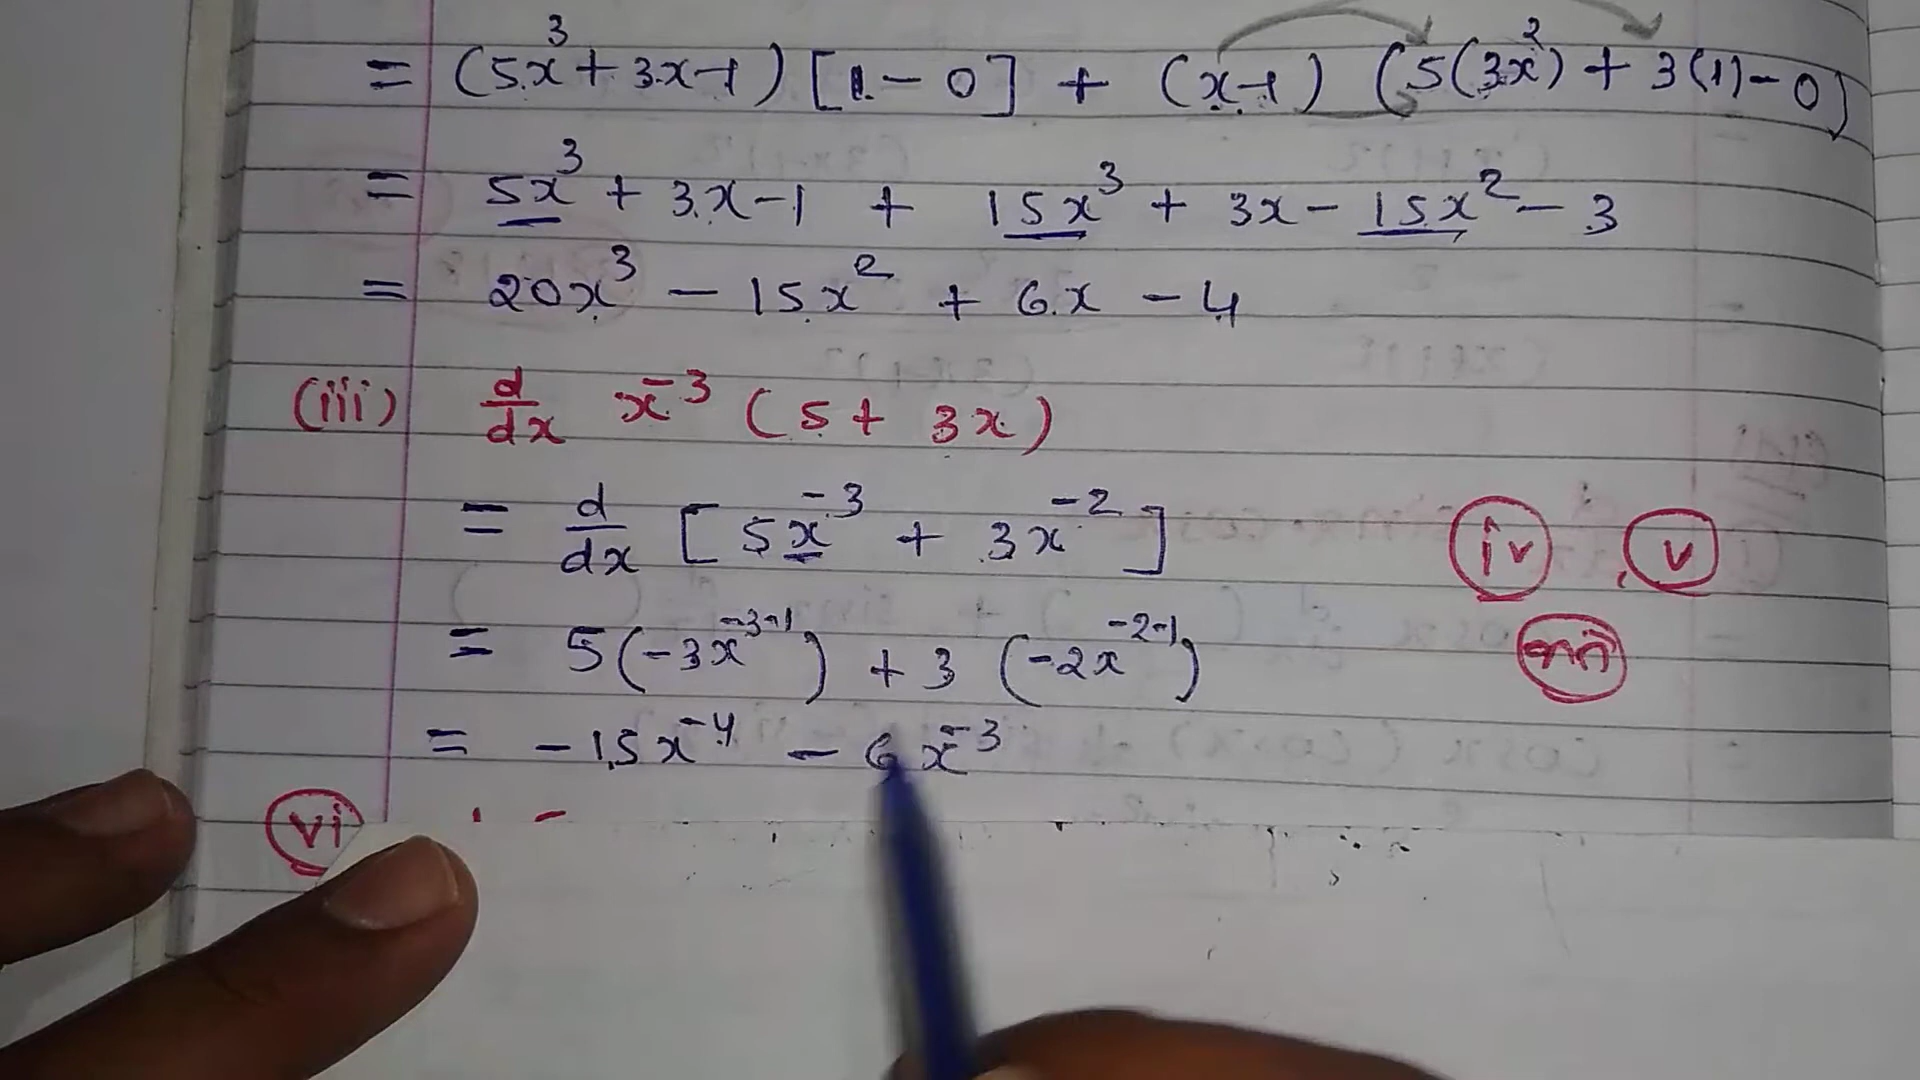 = (5x³ + 3x-1) [1 - 0] + (x-1) (5(3x²) + 3(1) - 0)
= 5x³ + 3x-1 + 15x³ + 3x - 15x² - 3
= 20x³ - 15x² + 6x - 4
(iii) d/dx x⁻³ (5 + 3x)
= d/dx [5x⁻³ + 3x⁻²]
iv , v
= 5(-3x⁻³⁻¹) + 3 (-2x⁻²⁻¹)
= -15x⁻⁴ - 6x⁻³
vi